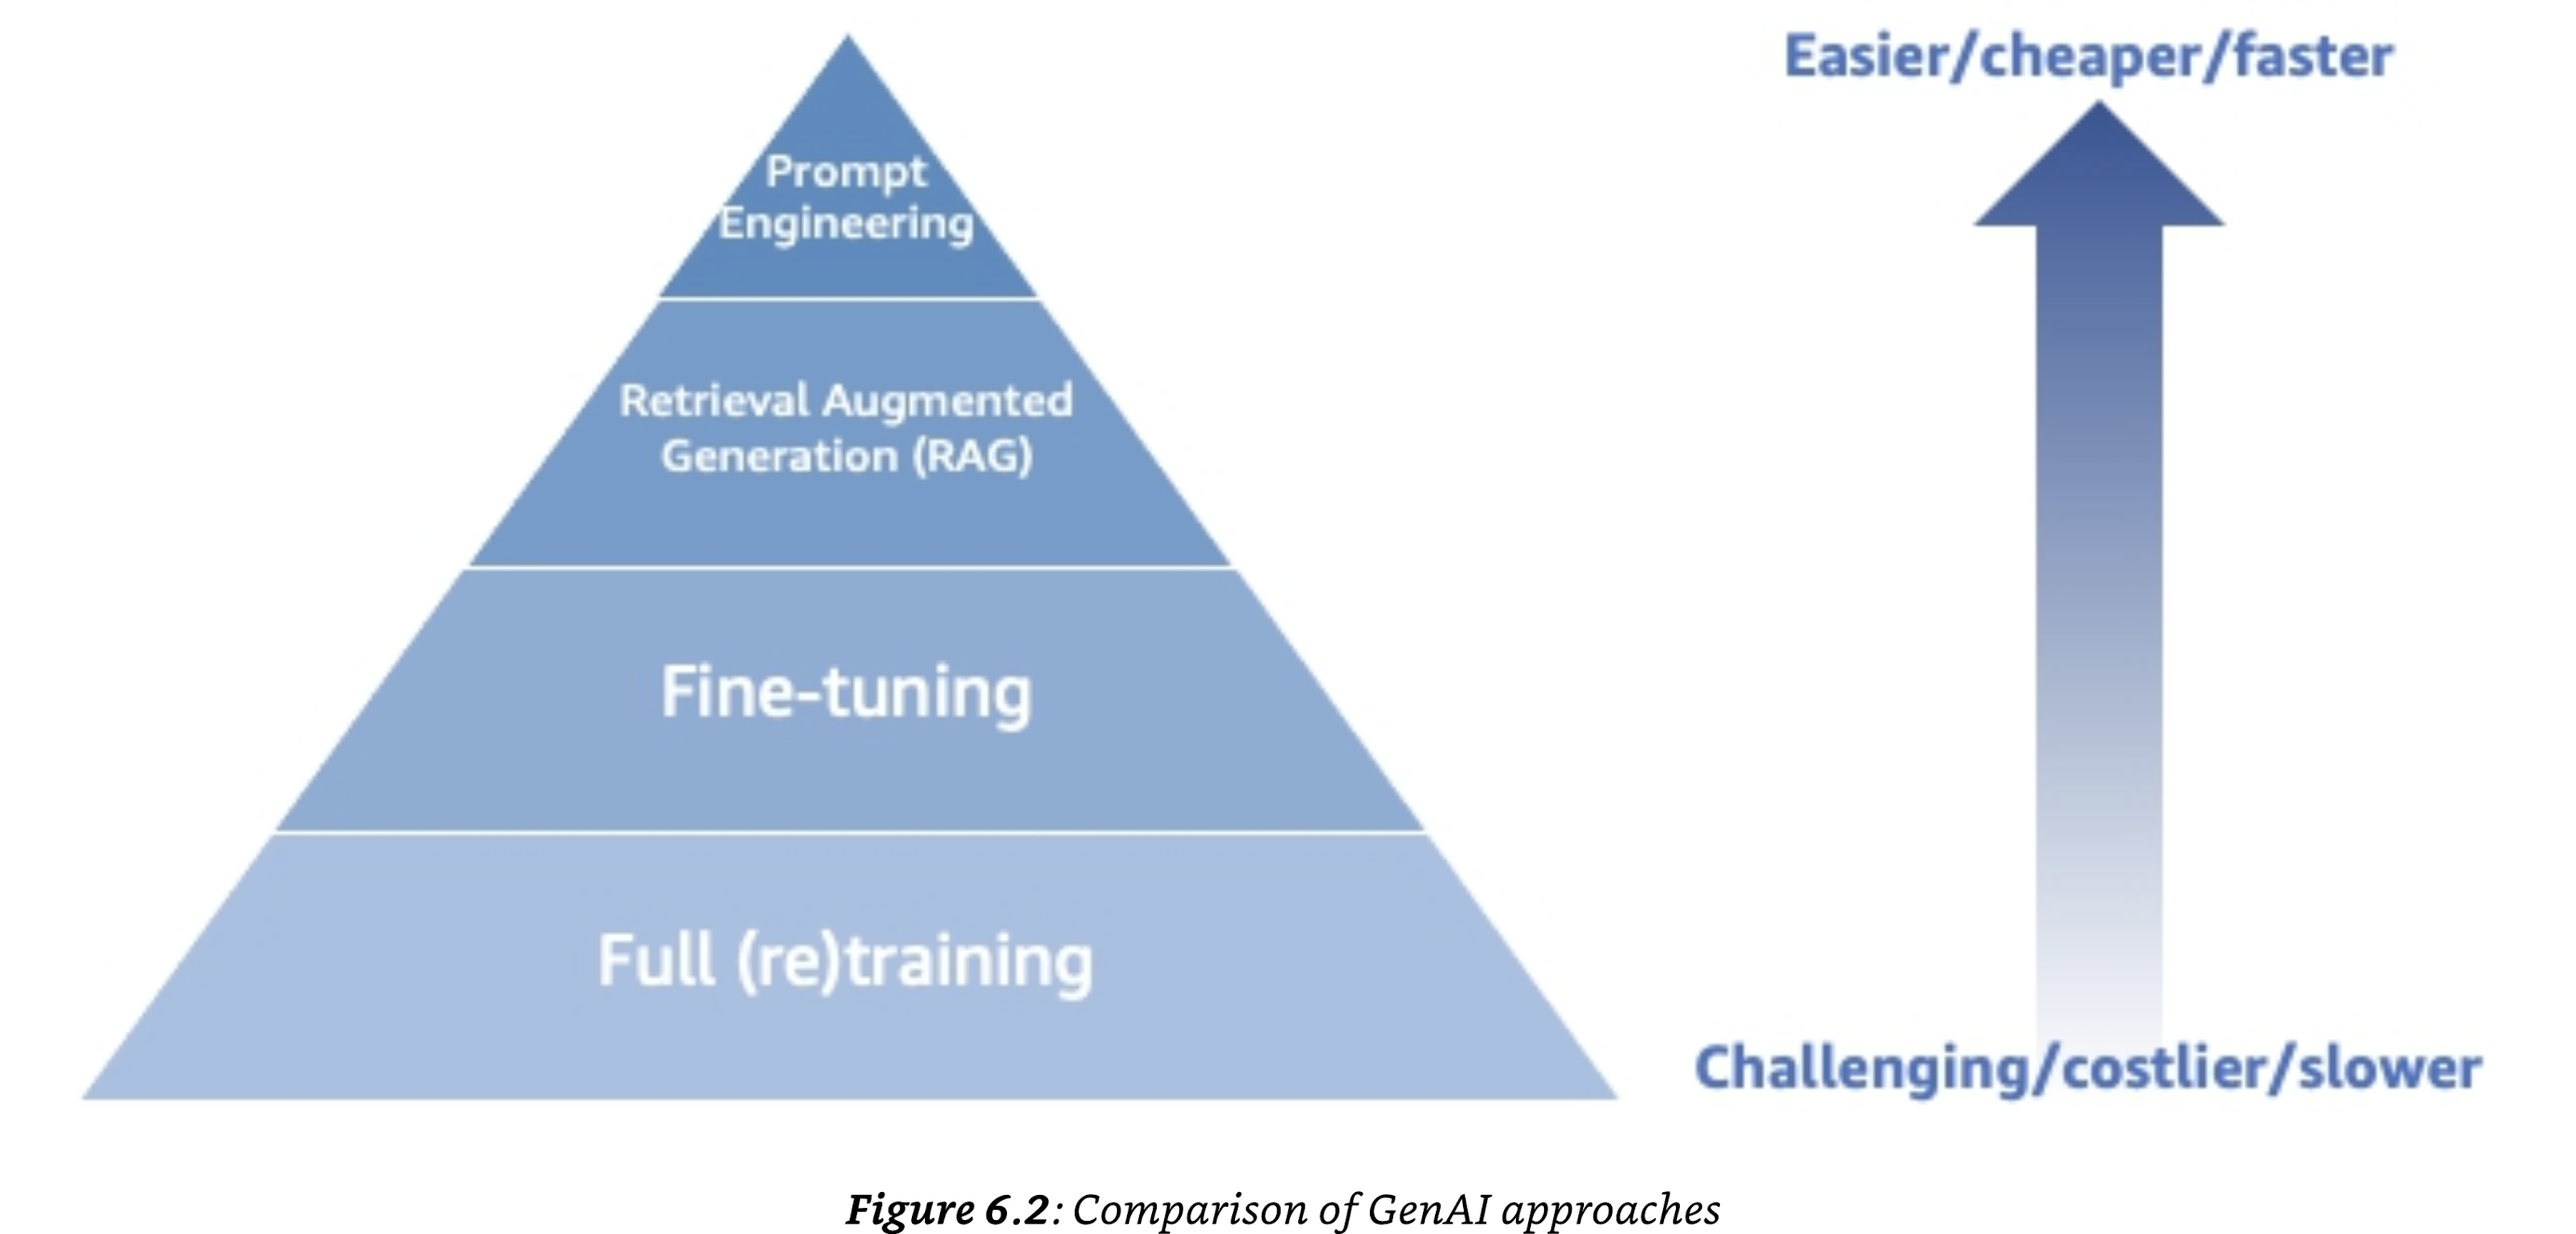 Easier/cheaper/faster
Prompt
Engineering
Retrieval Augmented
Generation (RAG)
Fine-tuning
Full (re)training
Challenging/costlier/slower
Figure 6.2: Comparison of GenAI approaches